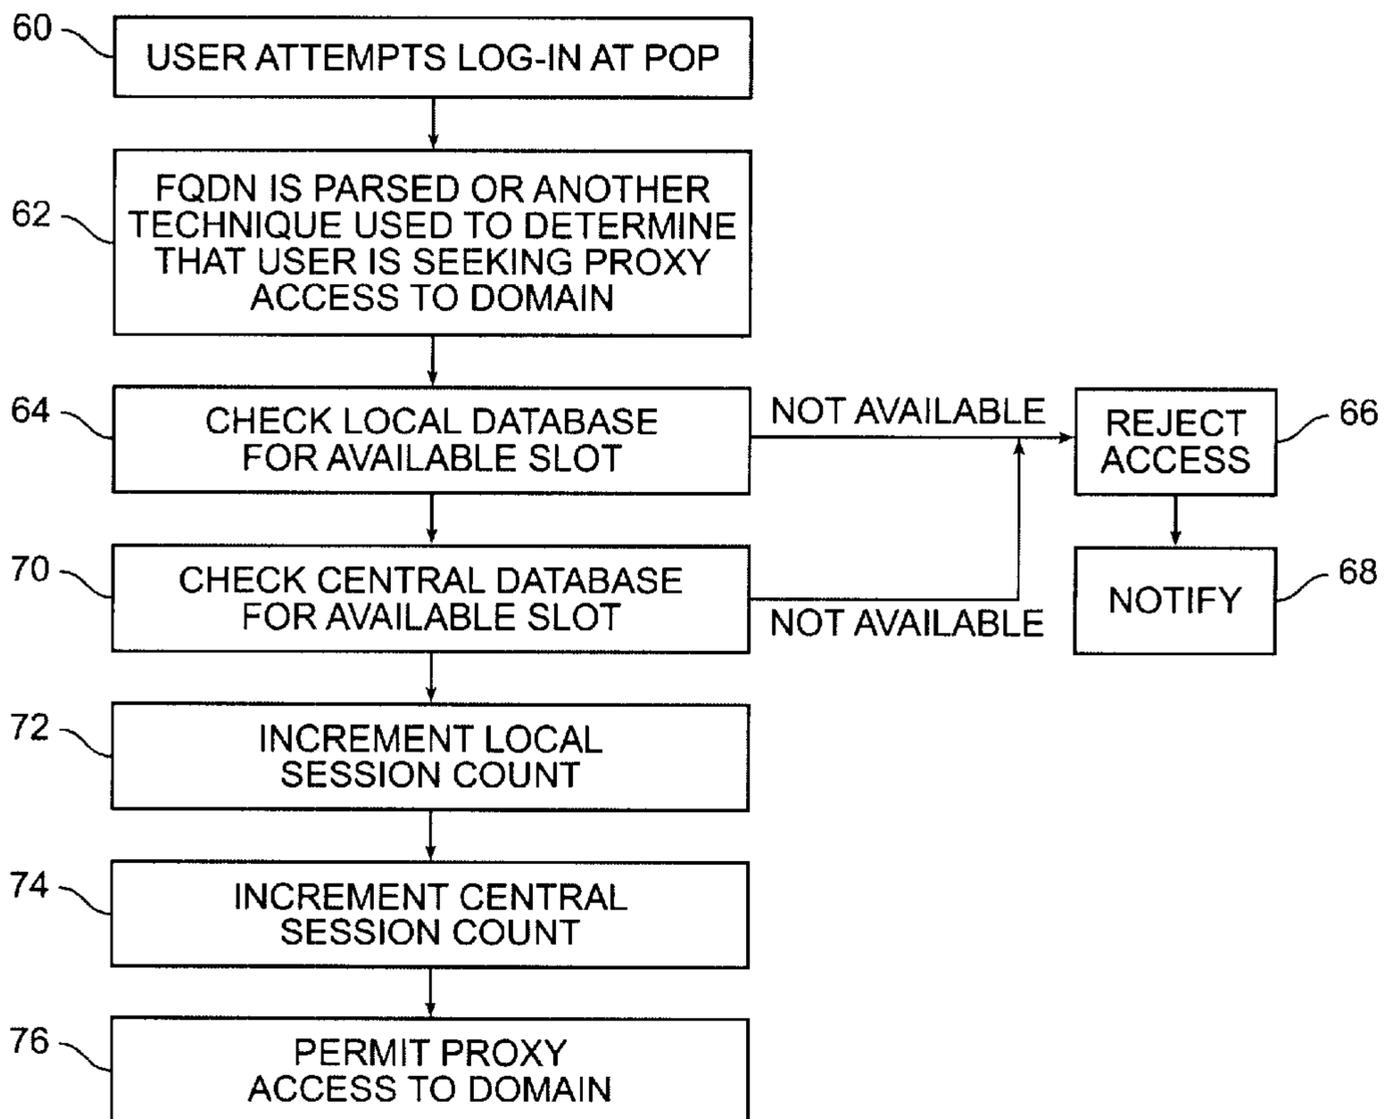 60
USER ATTEMPTS LOG-IN AT POP
62
FQDN IS PARSED OR ANOTHER
TECHNIQUE USED TO DETERMINE
THAT USER IS SEEKING PROXY
ACCESS TO DOMAIN
64
CHECK LOCAL DATABASE
FOR AVAILABLE SLOT
NOT AVAILABLE
REJECT
ACCESS
66
70
CHECK CENTRAL DATABASE
FOR AVAILABLE SLOT
NOT AVAILABLE
NOTIFY
68
72
INCREMENT LOCAL
SESSION COUNT
74
INCREMENT CENTRAL
SESSION COUNT
76
PERMIT PROXY
ACCESS TO DOMAIN